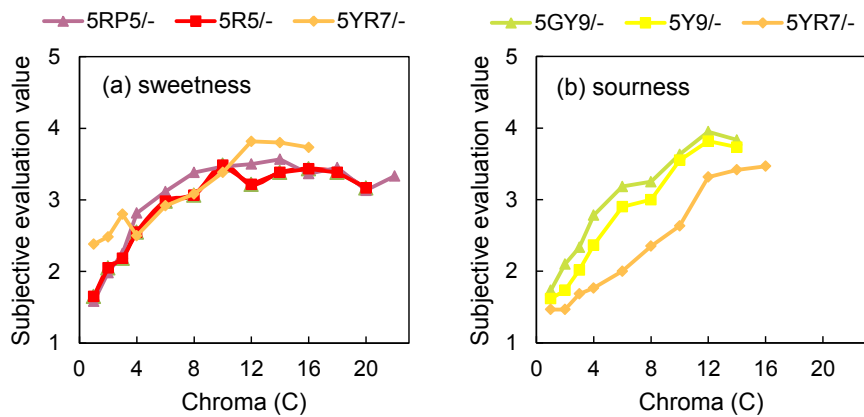 5RP5/- 5R5/- 5YR7/-
(a) sweetness
Subjective evaluation value
5
4
3
2
1
0 4 8 12 16 20
Chroma (C)
5GY9/- 5Y9/- 5YR7/-
(b) sourness
Subjective evaluation value
5
4
3
2
1
0 4 8 12 16 20
Chroma (C)